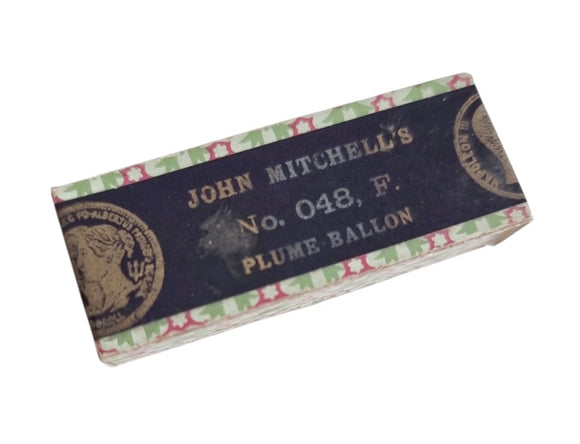 JOHN MITCHELL'S
No. 048, F.
PLUME-BALLON